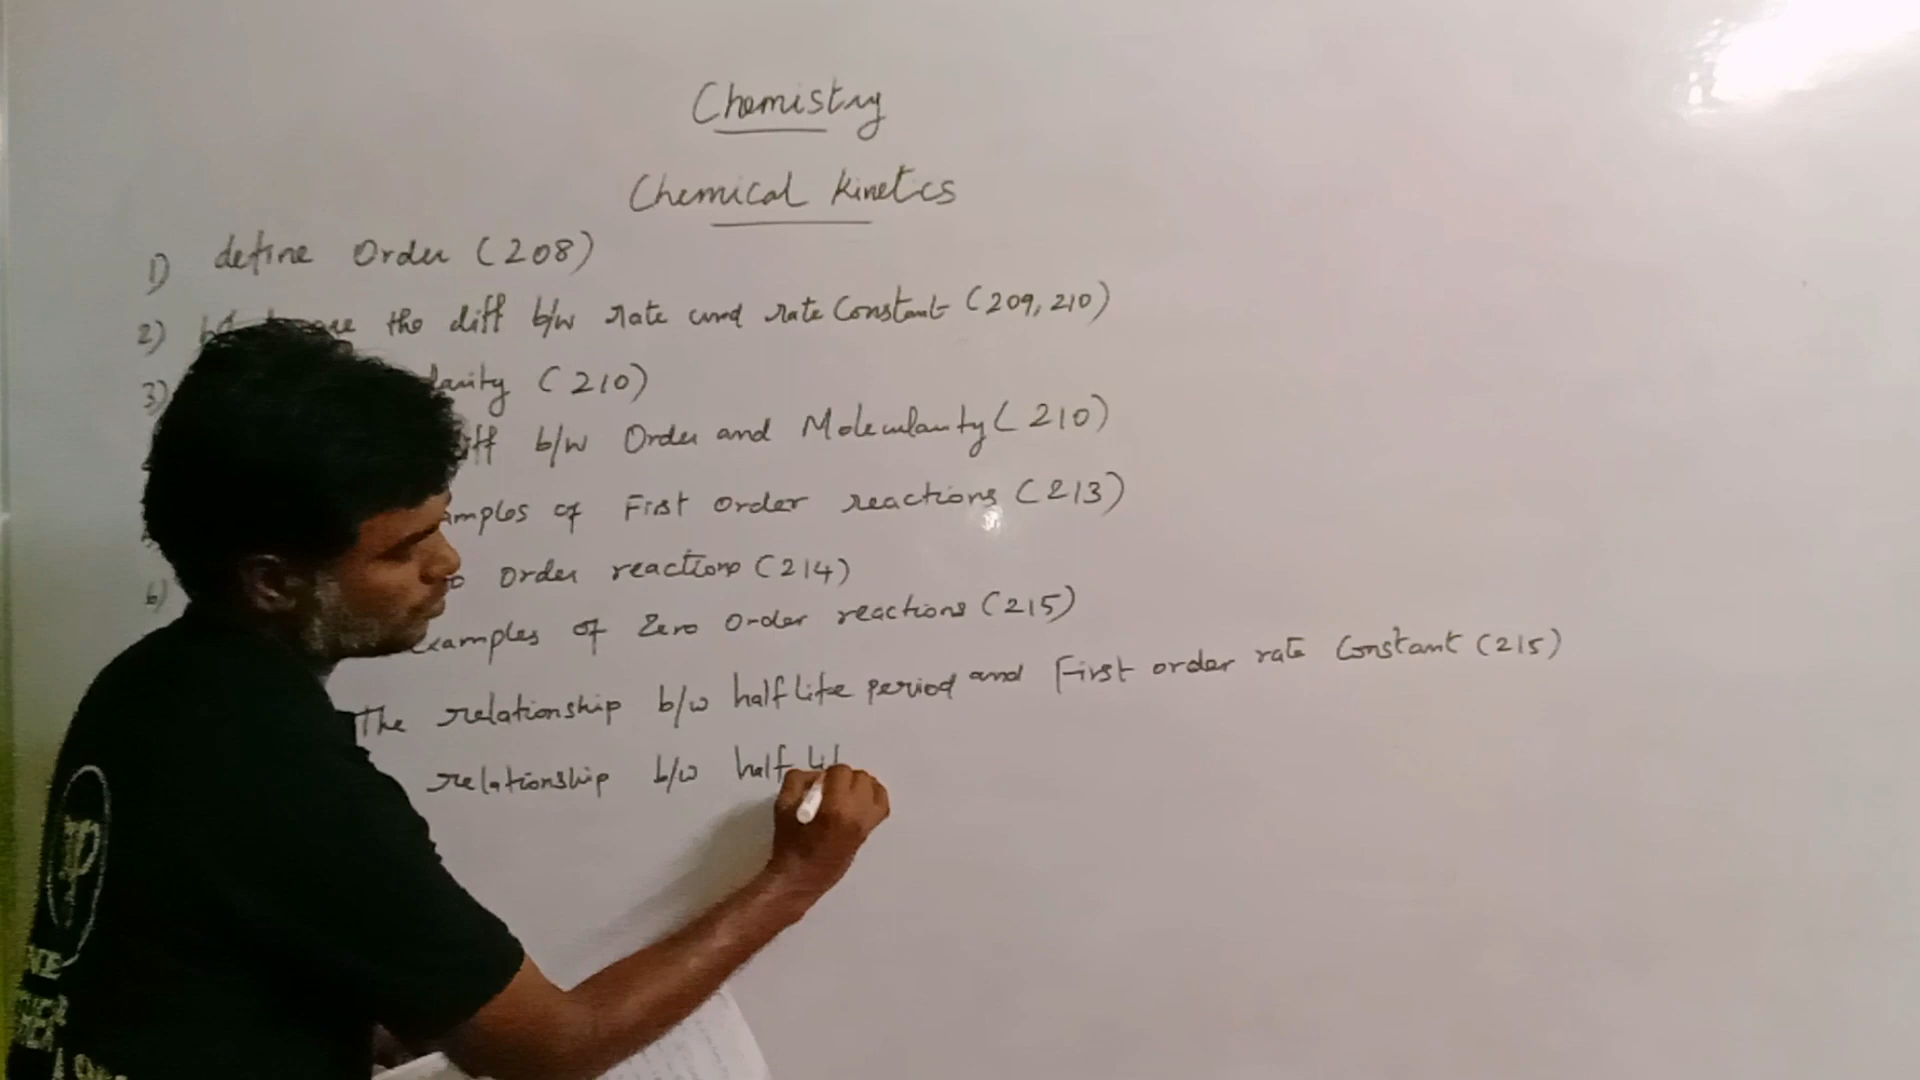 Chemistry
Chemical Kinetics
1) define Order (208)
2) the diff b/w rate and rate Constant (209, 210)
3) (210)
b/w Order and Molecularity (210)
of First order reactions (213)
6) order reactions (214)
of Zero Order reactions (215)
The relationship b/w half life period and First order rate Constant (215)
relationship b/w half